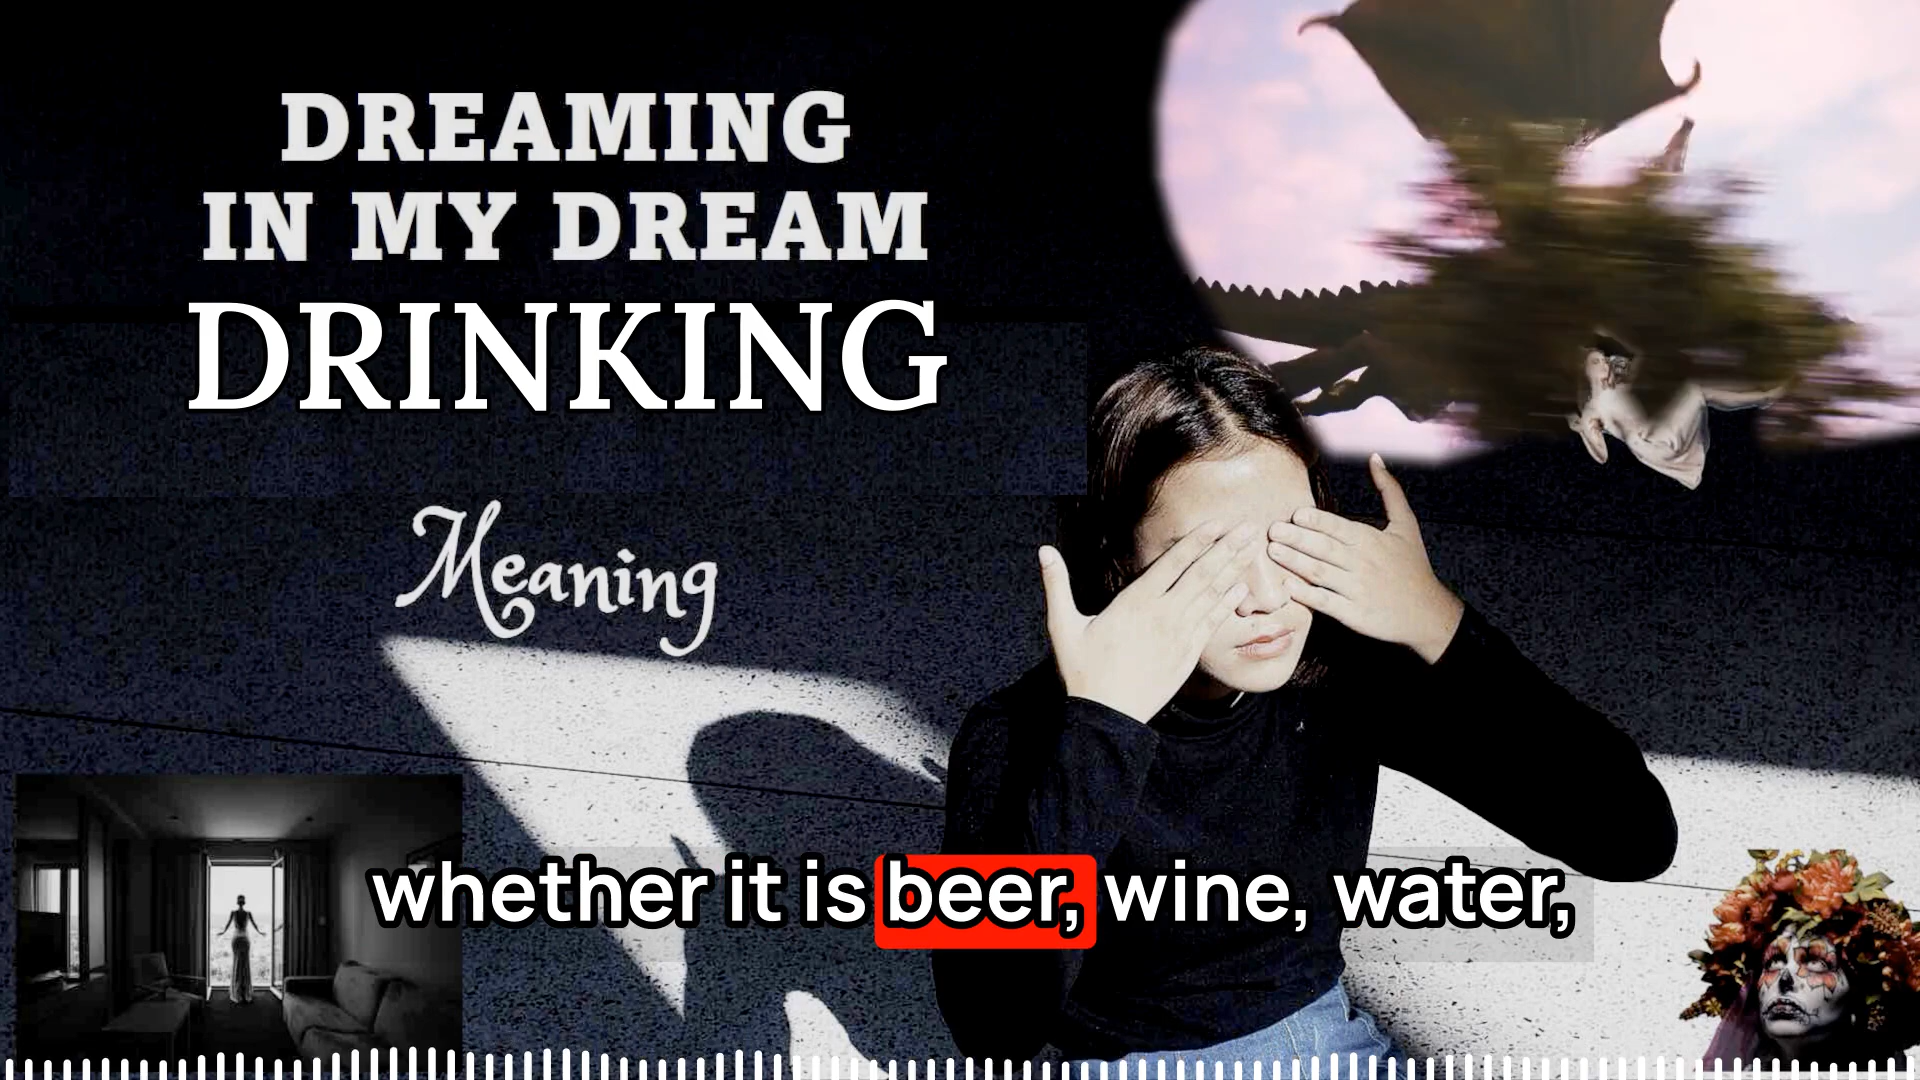 DREAMING
IN MY DREAM
DRINKING
Meaning
whether it is beer, wine, water,